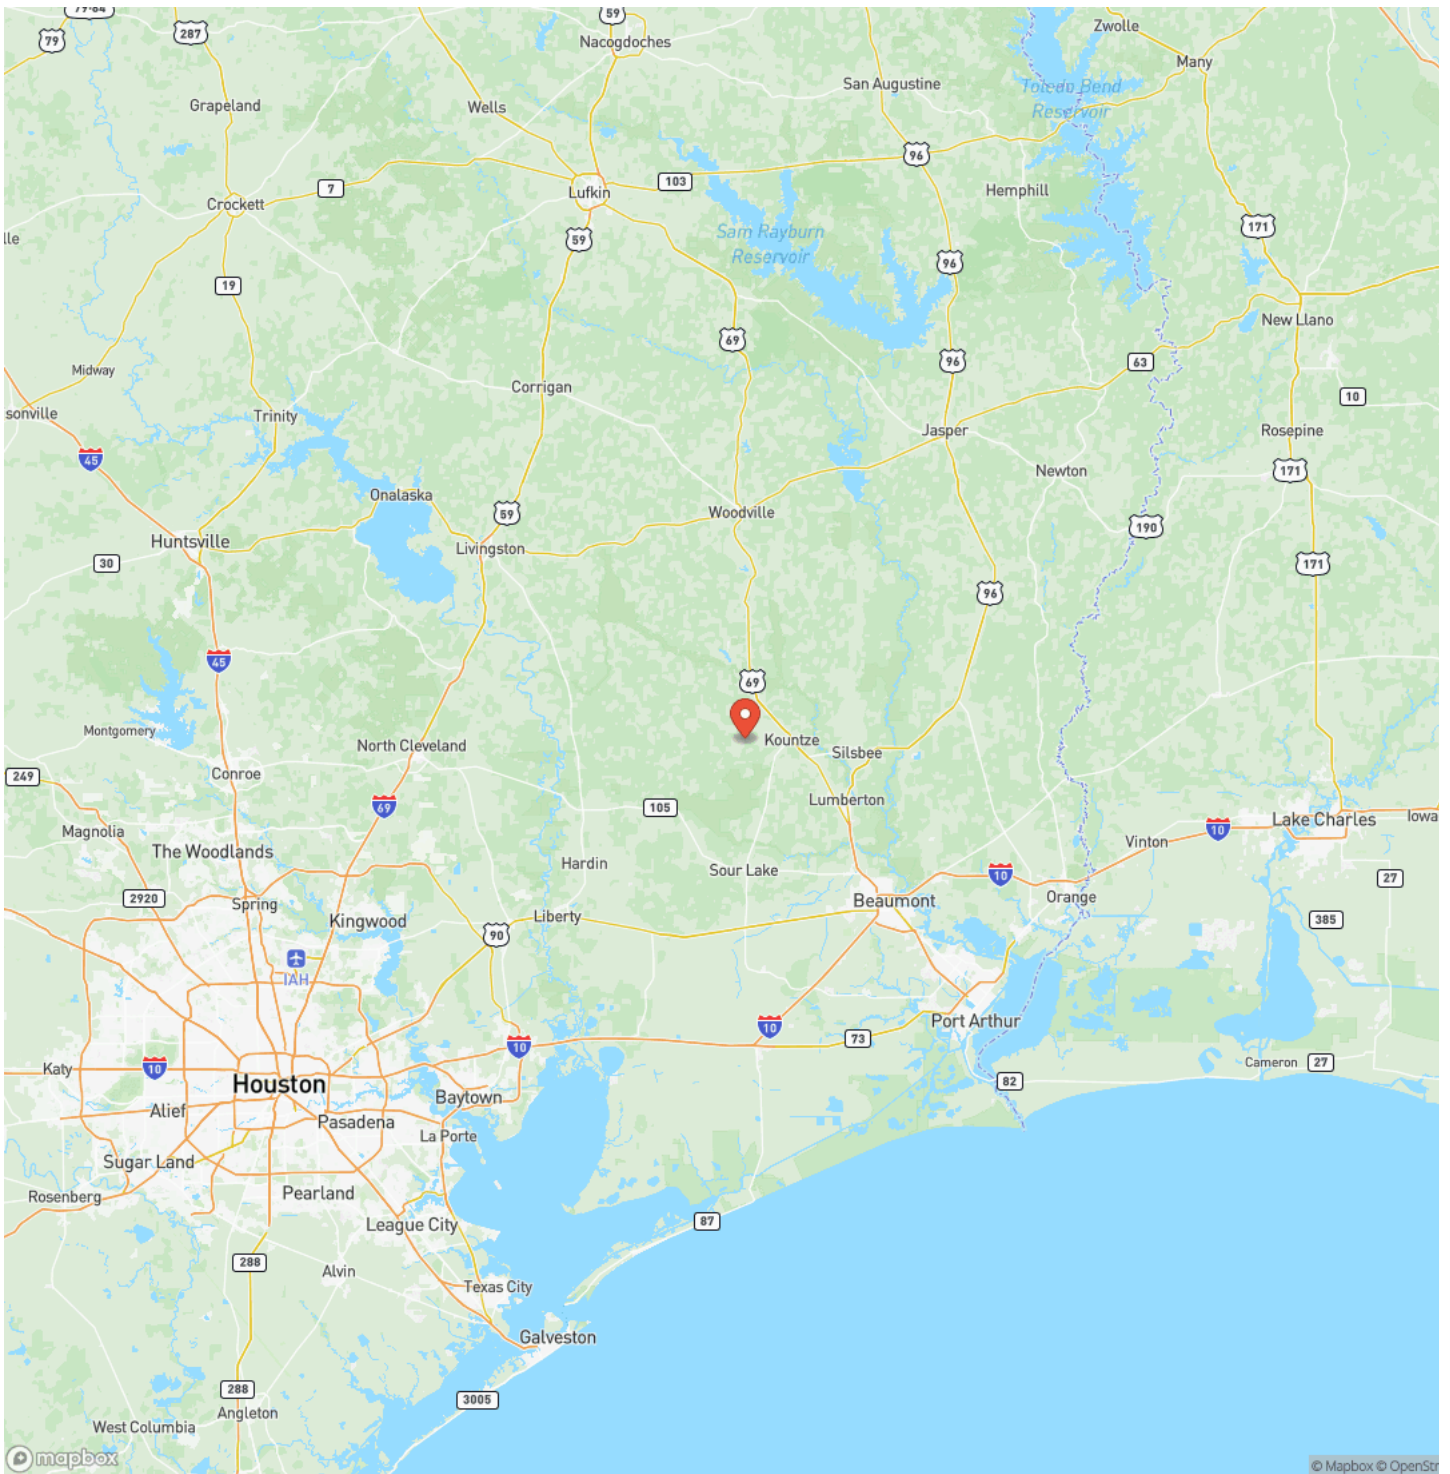 79-84
59
Zwolle
79
287
Nacogdoches
Many
San Augustine
Toledo Bend
Reservoir
Grapeland
Wells
96
103
7
Lufkin
Hemphill
Crockett
lle
59
Sam Rayburn
Reservoir
171
96
19
New Llano
69
96
63
Midway
Corrigan
10
sonville
Trinity
Jasper
Rosepine
45
Newton
171
Onalaska
59
Woodville
190
Huntsville
Livingston
30
171
96
45
69
Montgomery
North Cleveland
Kountze
Silsbee
249
Conroe
69
105
Lumberton
Magnolia
Lake Charles
Iowa
10
The Woodlands
Vinton
Hardin
Sour Lake
10
27
2920
Spring
Beaumont
Orange
Kingwood
Liberty
385
90
IAH
Port Arthur
10
10
73
Katy
10
Cameron
27
Houston
82
Alief
Baytown
Pasadena
La Porte
Sugar Land
Rosenberg
Pearland
League City
87
288
Alvin
Texas City
Galveston
288
3005
Angleton
West Columbia
mapbox
© Mapbox © OpenStr